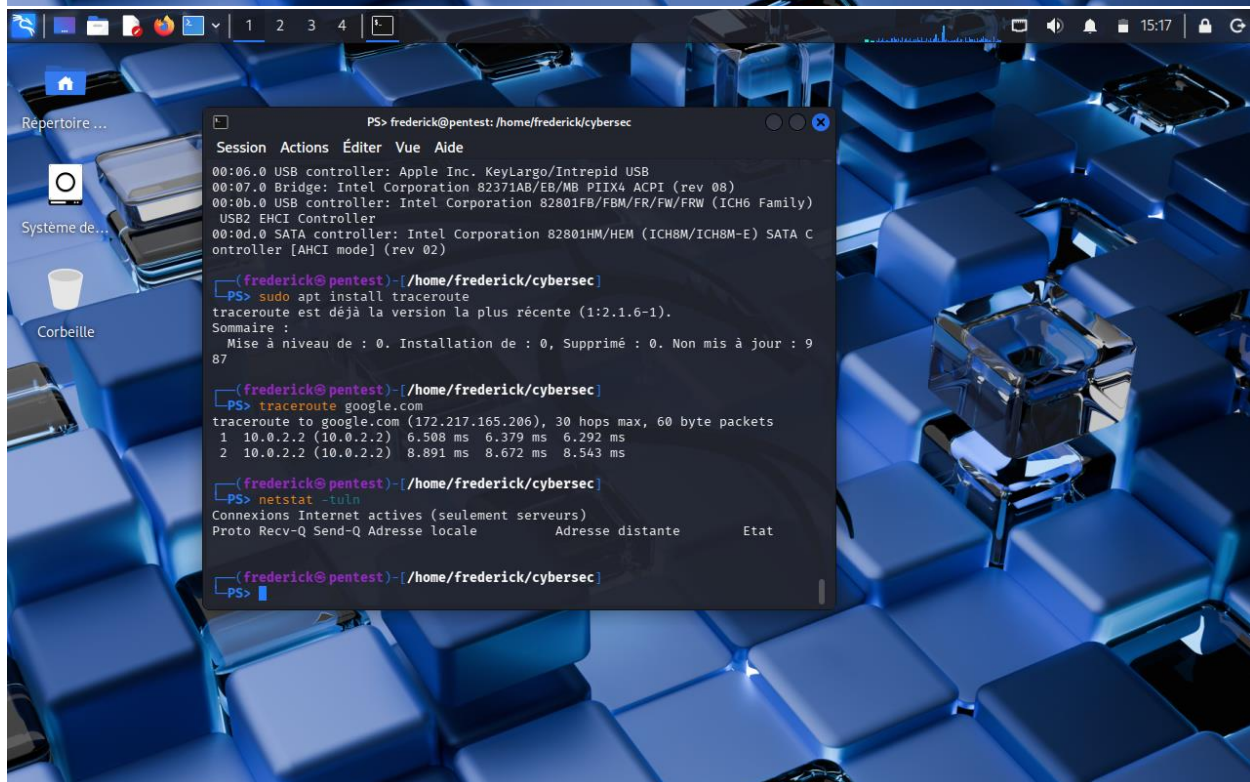 1 2 3 4 15:17
Répertoire ...
Système de...
Corbeille
PS> frederick@pentest: /home/frederick/cybersec
Session Actions Éditer Vue Aide
00:06.0 USB controller: Apple Inc. KeyLargo/Intrepid USB
00:07.0 Bridge: Intel Corporation 82371AB/EB/MB PIIX4 ACPI (rev 08)
00:0b.0 USB controller: Intel Corporation 82801FB/FBM/FR/FW/FRW (ICH6 Family)
USB2 EHCI Controller
00:0d.0 SATA controller: Intel Corporation 82801HM/HEM (ICH8M/ICH8M-E) SATA C
ontroller [AHCI mode] (rev 02)
(frederick㉿pentest)-[/home/frederick/cybersec]
PS> sudo apt install traceroute
traceroute est déjà la version la plus récente (1:2.1.6-1).
Sommaire :
Mise à niveau de : 0. Installation de : 0, Supprimé : 0. Non mis à jour : 9
87
(frederick㉿pentest)-[/home/frederick/cybersec]
PS> traceroute google.com
traceroute to google.com (172.217.165.206), 30 hops max, 60 byte packets
1 10.0.2.2 (10.0.2.2) 6.508 ms 6.379 ms 6.292 ms
2 10.0.2.2 (10.0.2.2) 8.891 ms 8.672 ms 8.543 ms
(frederick㉿pentest)-[/home/frederick/cybersec]
PS> netstat -tuln
Connexions Internet actives (seulement serveurs)
Proto Recv-Q Send-Q Adresse locale Adresse distante Etat
(frederick㉿pentest)-[/home/frederick/cybersec]
PS>